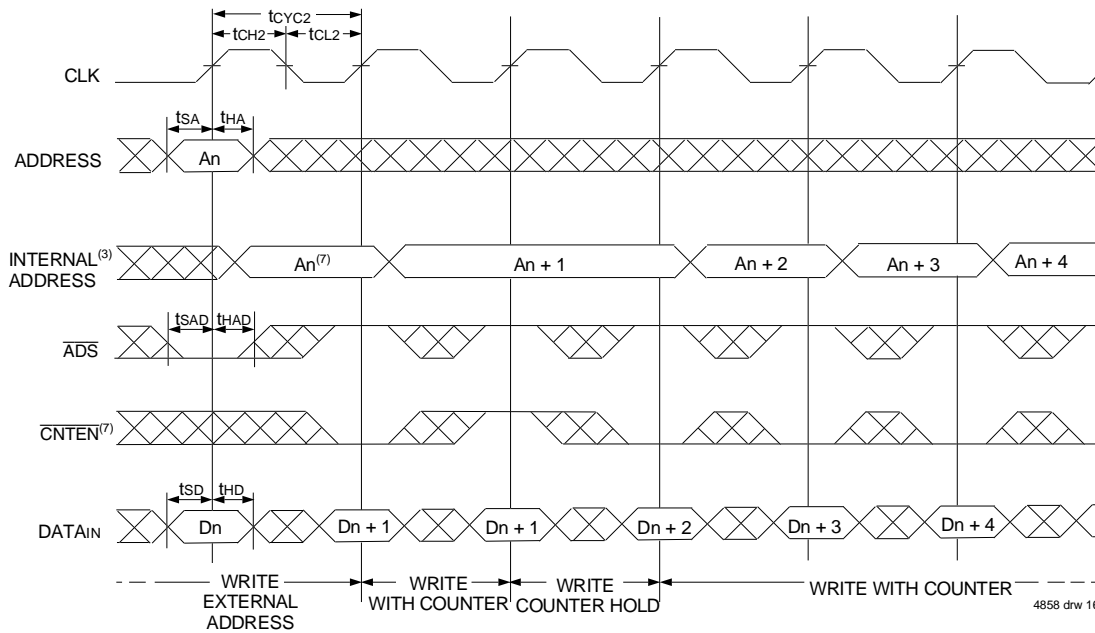 tCYC2
tCH2 tCL2
CLK
tSA tHA
ADDRESS An
INTERNAL(3)
ADDRESS
An(7) An + 1 An + 2 An + 3 An + 4
tSAD tHAD
ADS
CNTEN(7)
tSD tHD
DATAIN Dn Dn + 1 Dn + 1 Dn + 2 Dn + 3 Dn + 4
WRITE
EXTERNAL
ADDRESS
WRITE
WITH COUNTER
WRITE
COUNTER HOLD
WRITE WITH COUNTER
4858 drw 16